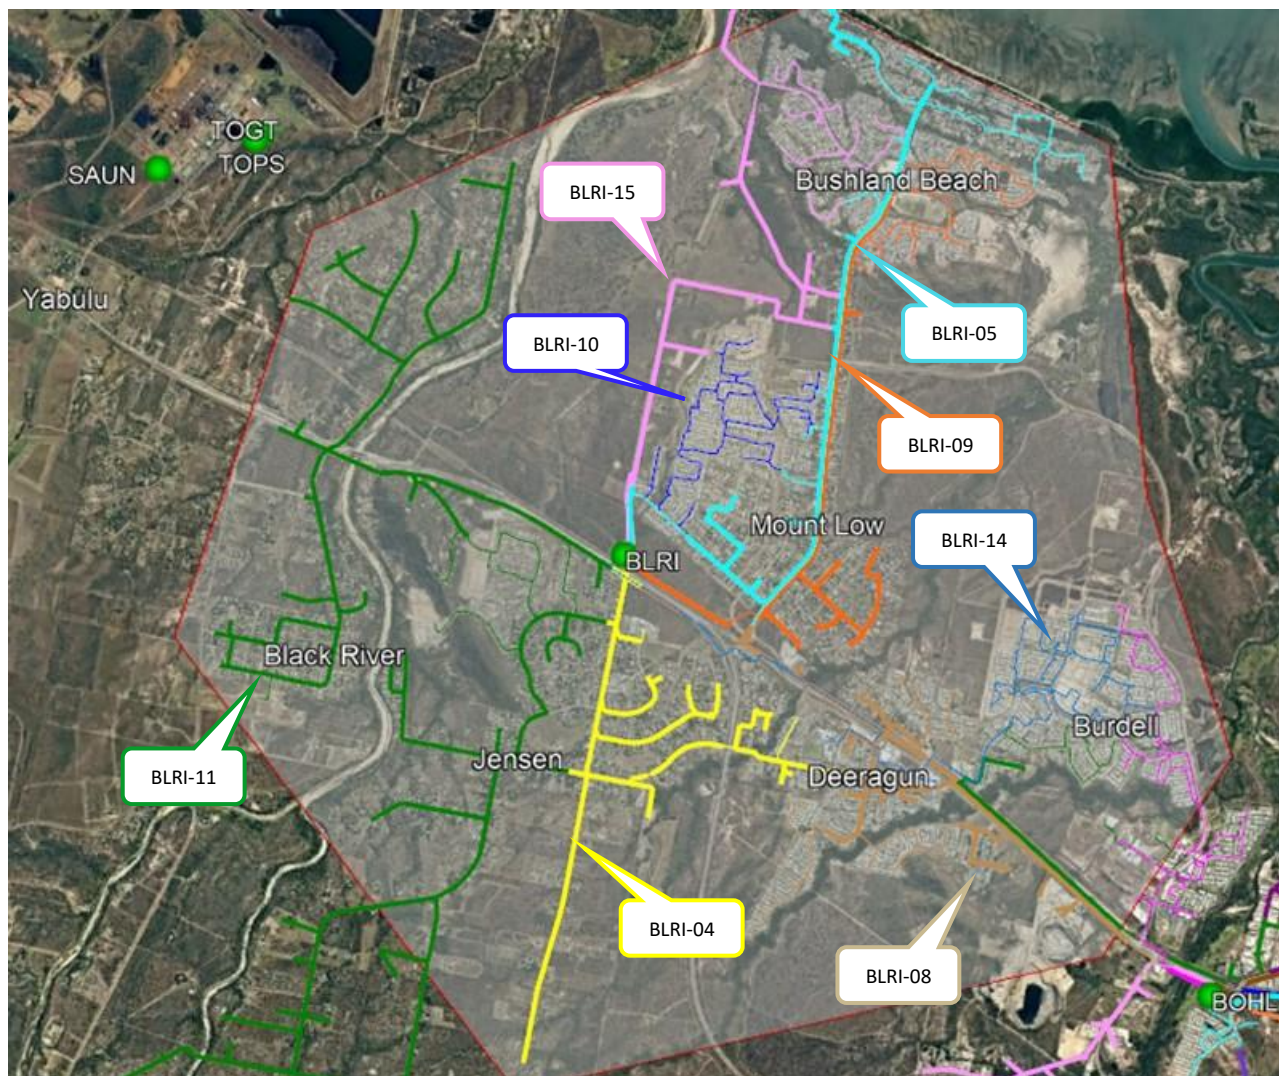 TOGT
TOPS
SAUN
BLRI-15
Bushland Beach
Yabulu
BLRI-10
BLRI-05
BLRI-09
Mount Low
BLRI-14
BLRI
Black River
Burdell
Jensen
Deeragun
BLRI-11
BLRI-04
BLRI-08
BOHL